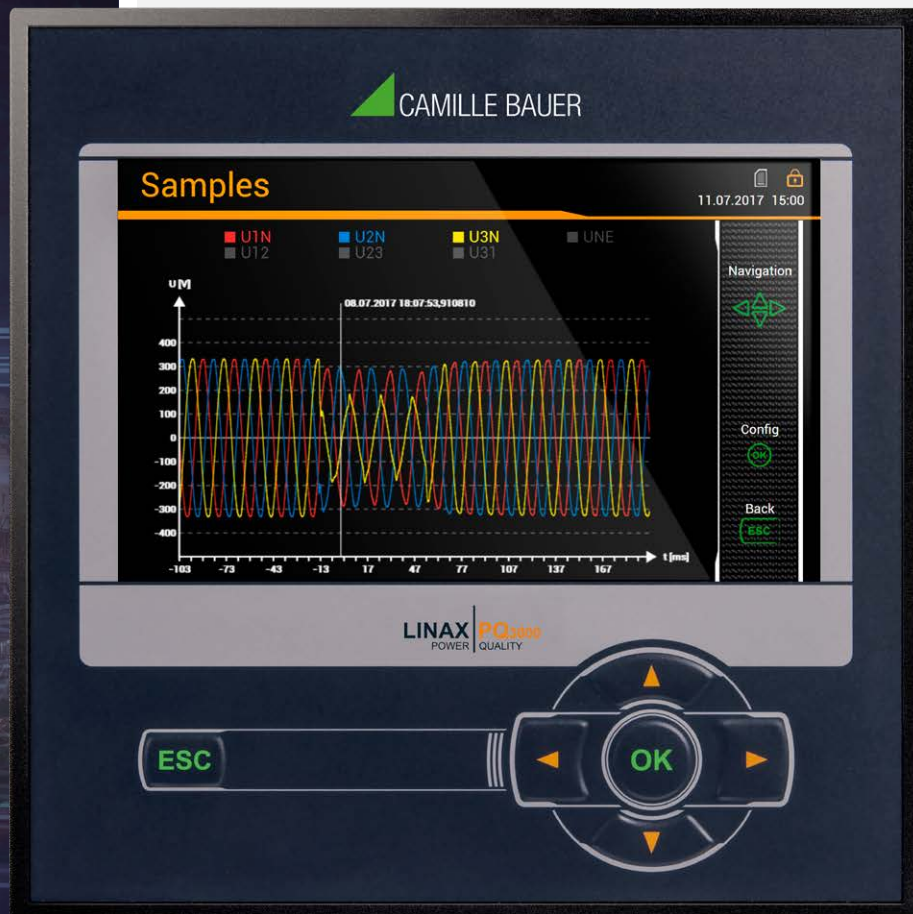 CAMILLE BAUER
Samples
11.07.2017 15:00
U1N U2N U3N UNE
U12 U23 U31
Navigation
uM
08.07.2017 18:07:53,910810
400
300
200
100
0
-100
-200
-300
-400
t [ms]
-103 -73 -43 -13 17 47 77 107 137 167
Config
OK
Back
ESC
LINAX PQ3000
POWER QUALITY
ESC
OK